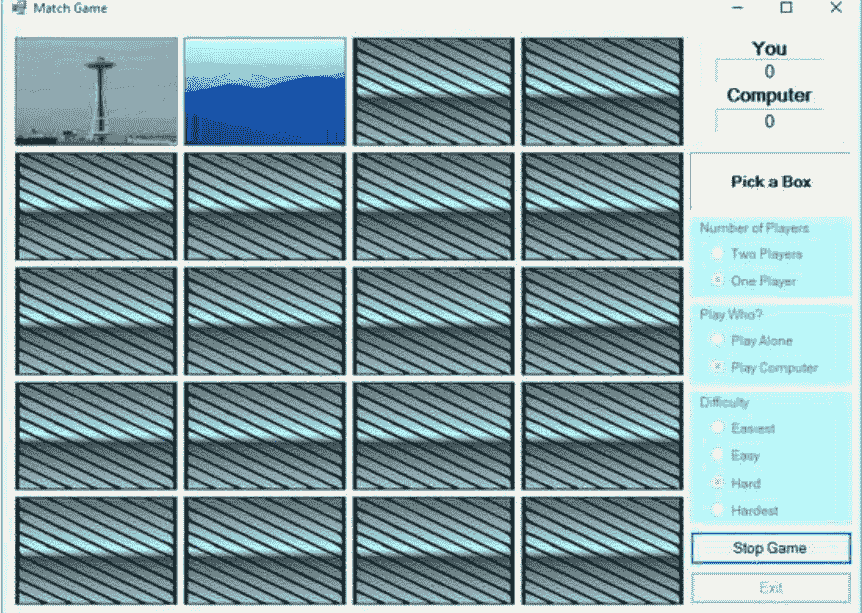 Match Game
You
0
Computer
0
Pick a Box
Number of Players
Two Players
One Player
Play Who?
Play Alone
Play Computer
Difficulty
Easiest
Easy
Hard
Hardest
Stop Game
Exit